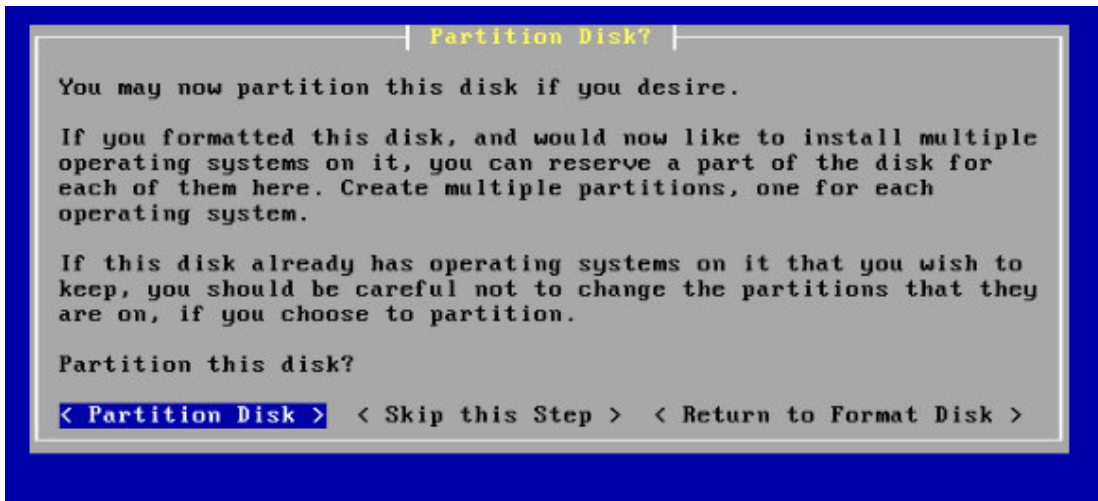 Partition Disk?
You may now partition this disk if you desire.
If you formatted this disk, and would now like to install multiple
operating systems on it, you can reserve a part of the disk for
each of them here. Create multiple partitions, one for each
operating system.
If this disk already has operating systems on it that you wish to
keep, you should be careful not to change the partitions that they
are on, if you choose to partition.
Partition this disk?
< Partition Disk > < Skip this Step > < Return to Format Disk >